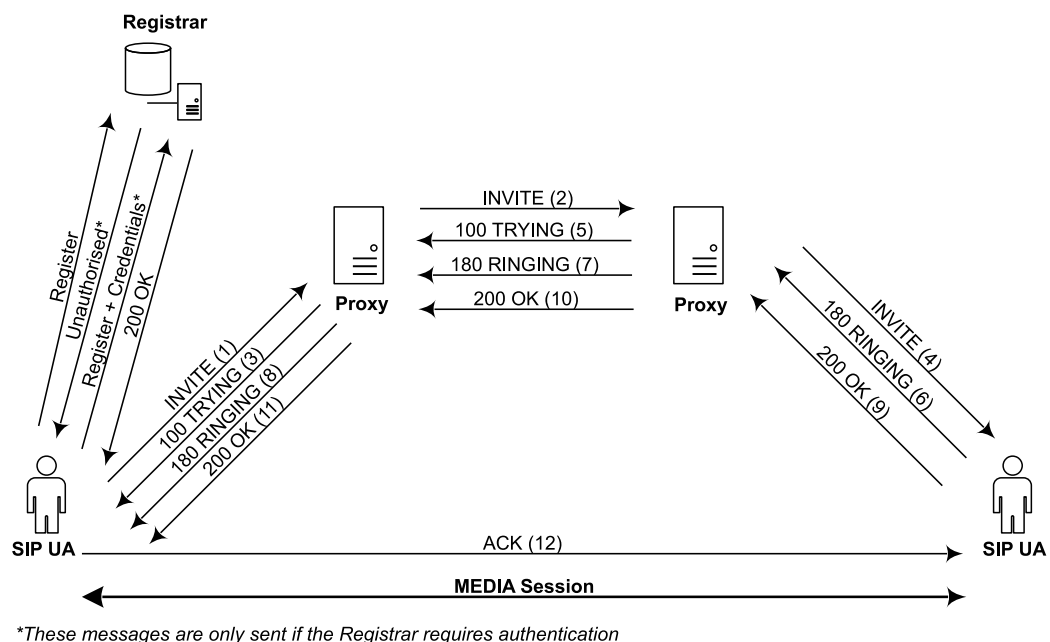 Registrar
Register
Unauthorised*
Register + Credentials*
200 OK
INVITE (2)
100 TRYING (5)
180 RINGING (7)
200 OK (10)
Proxy
Proxy
INVITE (1)
100 TRYING (3)
180 RINGING (8)
200 OK (11)
INVITE (4)
180 RINGING (6)
200 OK (9)
SIP UA
SIP UA
ACK (12)
MEDIA Session
*These messages are only sent if the Registrar requires authentication